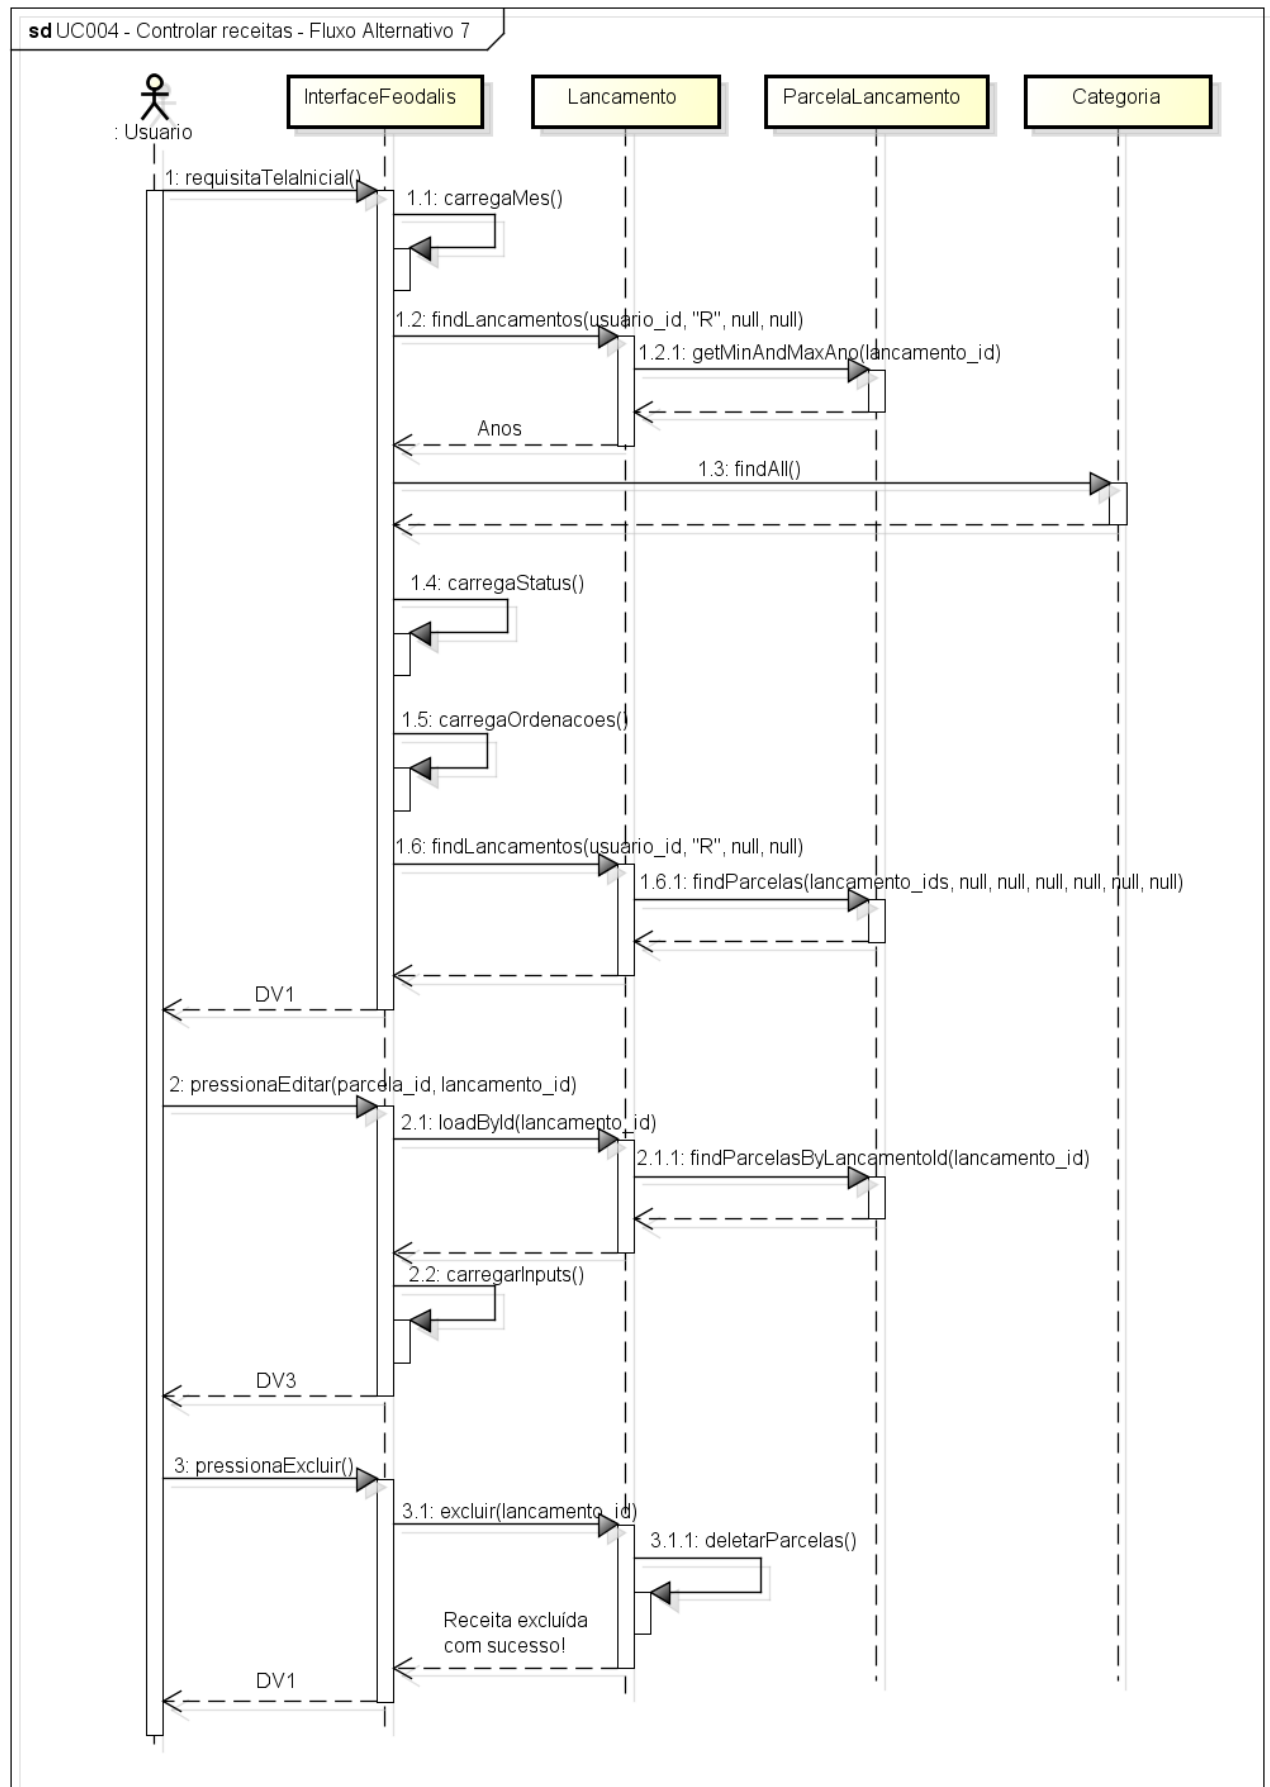 sd UC004 - Controlar receitas - Fluxo Alternativo 7
: Usuario
InterfaceFeodalis
Lancamento
ParcelaLancamento
Categoria
1: requisitaTelaInicial()
1.1: carregaMes()
1.2: findLancamentos(usuario_id, "R", null, null)
1.2.1: getMinAndMaxAno(lancamento_id)
Anos
1.3: findAll()
1.4: carregaStatus()
1.5: carregaOrdenacoes()
1.6: findLancamentos(usuario_id, "R", null, null)
1.6.1: findParcelas(lancamento_ids, null, null, null, null, null, null)
DV1
2: pressionaEditar(parcela_id, lancamento_id)
2.1: loadById(lancamento_id)
2.1.1: findParcelasByLancamentoId(lancamento_id)
2.2: carregarInputs()
DV3
3: pressionaExcluir()
3.1: excluir(lancamento_id)
3.1.1: deletarParcelas()
Receita excluída
com sucesso!
DV1